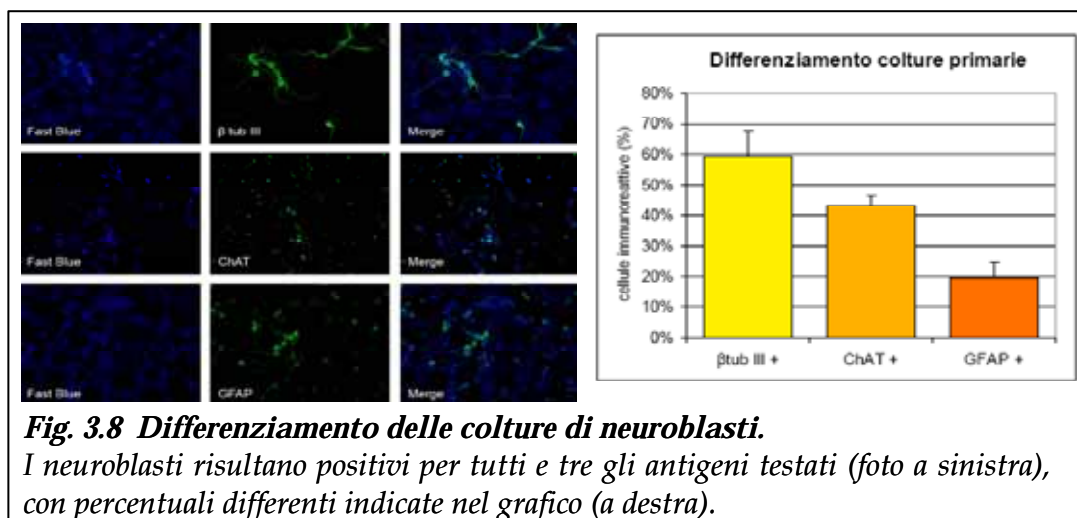 Fast Blue
β tub III
Merge
Fast Blue
ChAT
Merge
Fast Blue
GFAP
Merge
Differenziamento colture primarie
cellule immunoreattive (%)
80%
70%
60%
50%
40%
30%
20%
10%
0%
βtub III +
ChAT +
GFAP +
Fig. 3.8 Differenziamento delle colture di neuroblasti.
I neuroblasti risultano positivi per tutti e tre gli antigeni testati (foto a sinistra),
con percentuali differenti indicate nel grafico (a destra).